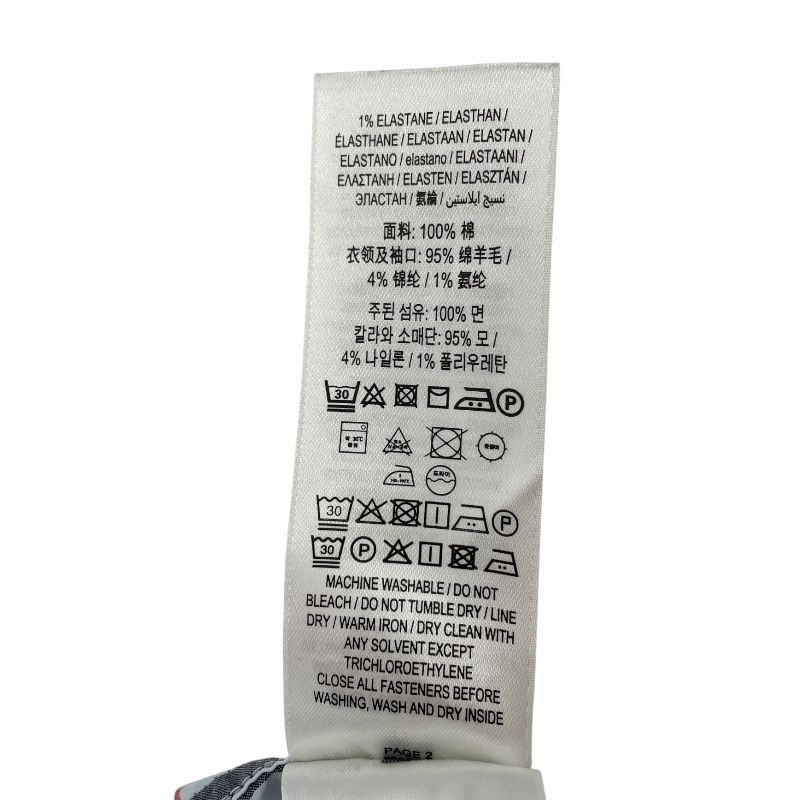 1% ELASTANE / ELASTHAN /
ÉLASTHANE / ELASTAAN / ELASTAN /
ELASTANO / elastano / ELASTAANI /
ΕΛΑΣΤΑΝΗ / ELASTEN / ELASZTÁN /
ЭЛАСТАН / 氨綸 / نسيج ايلاستين
面料: 100% 棉
衣领及袖口: 95% 绵羊毛 /
4% 锦纶 / 1% 氨纶
주된 섬유: 100% 면
칼라와 소매단: 95% 모 /
4% 나일론 / 1% 폴리우레탄
30 P
약 30℃
30 P
30 P
MACHINE WASHABLE / DO NOT
BLEACH / DO NOT TUMBLE DRY / LINE
DRY / WARM IRON / DRY CLEAN WITH
ANY SOLVENT EXCEPT
TRICHLOROETHYLENE
CLOSE ALL FASTENERS BEFORE
WASHING, WASH AND DRY INSIDE
PAGE 2